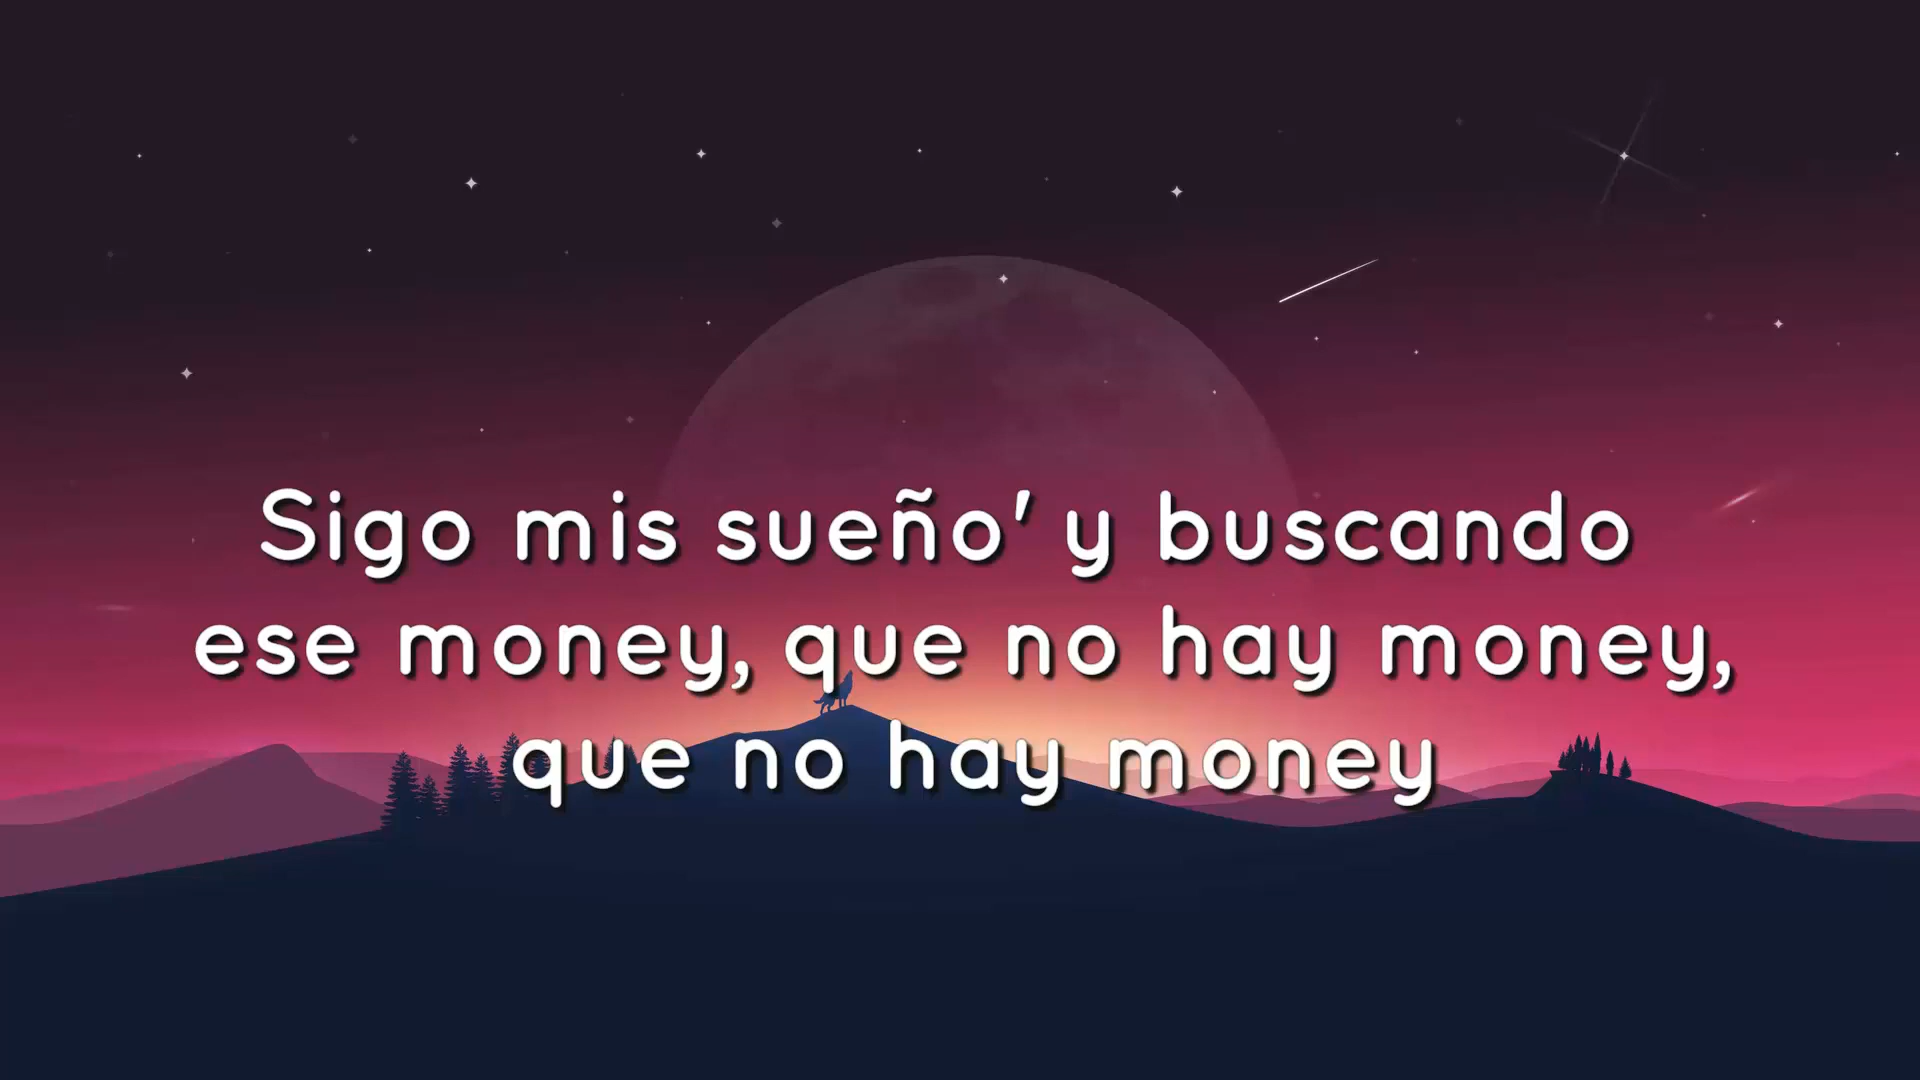 Sigo mis sueño' y buscando
ese money, que no hay money,
que no hay money